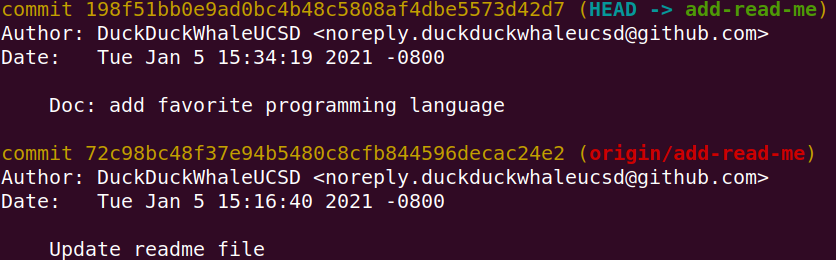 commit 198f51bb0e9ad0bc4b48c5808af4dbe5573d42d7 (HEAD -> add-read-me)
Author: DuckDuckWhaleUCSD <noreply.duckduckwhaleucsd@github.com>
Date:   Tue Jan 5 15:34:19 2021 -0800
    Doc: add favorite programming language
commit 72c98bc48f37e94b5480c8cfb844596decac24e2 (origin/add-read-me)
Author: DuckDuckWhaleUCSD <noreply.duckduckwhaleucsd@github.com>
Date:   Tue Jan 5 15:16:40 2021 -0800
    Update readme file